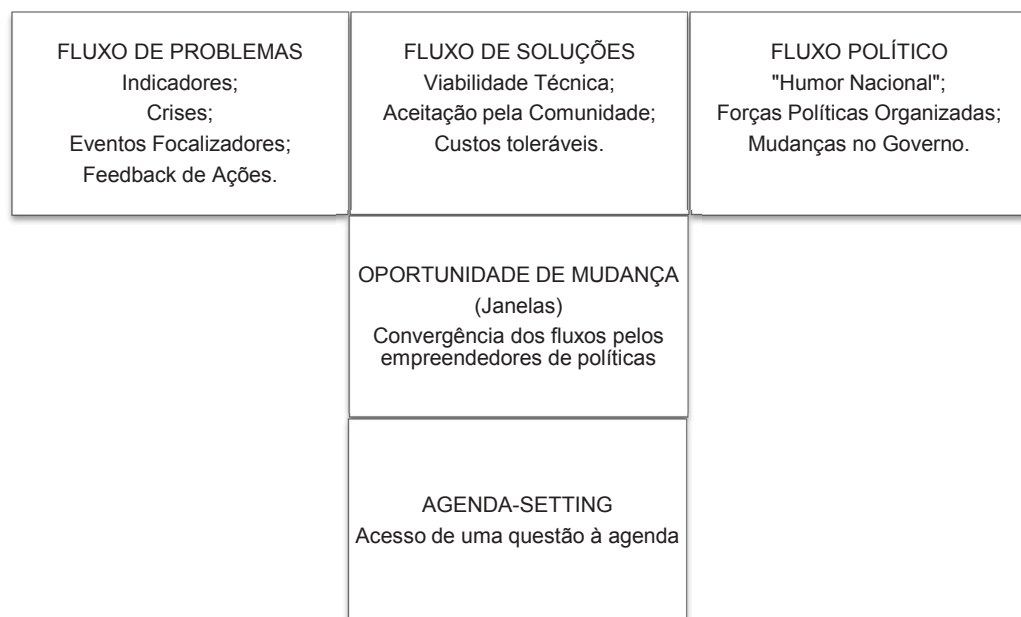 FLUXO DE PROBLEMAS
Indicadores;
Crises;
Eventos Focalizadores;
Feedback de Ações.
FLUXO DE SOLUÇÕES
Viabilidade Técnica;
Aceitação pela Comunidade;
Custos toleráveis.
FLUXO POLÍTICO
"Humor Nacional";
Forças Políticas Organizadas;
Mudanças no Governo.
OPORTUNIDADE DE MUDANÇA
(Janelas)
Convergência dos fluxos pelos
empreendedores de políticas
AGENDA-SETTING
Acesso de uma questão à agenda